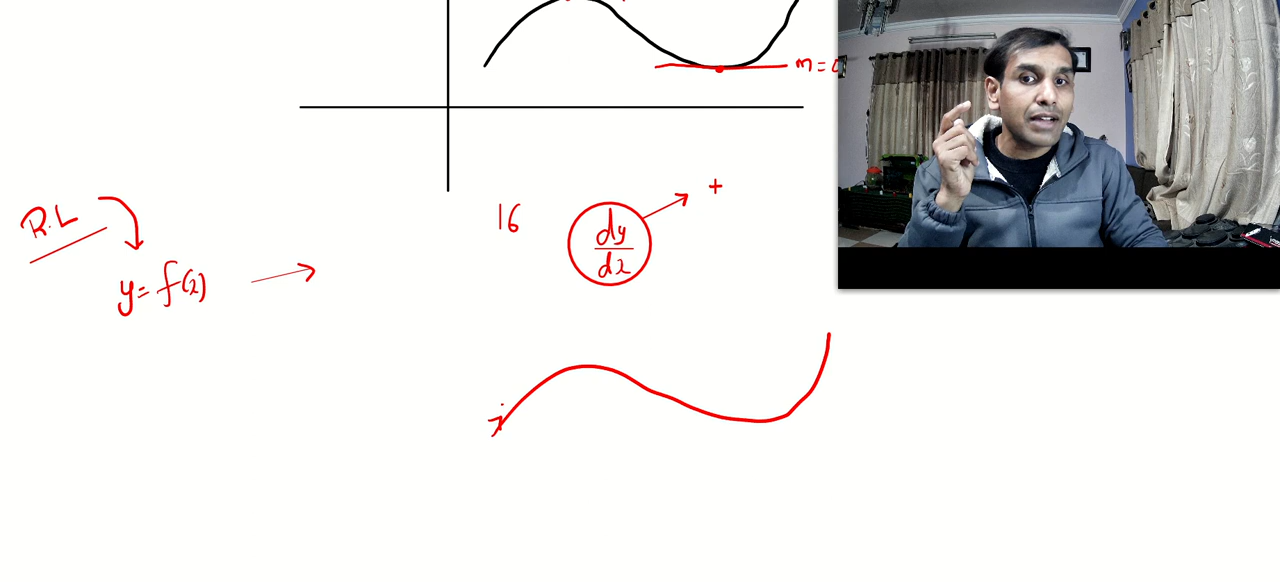 m=0
R.L
y=f(x)
16
dy/dx
+